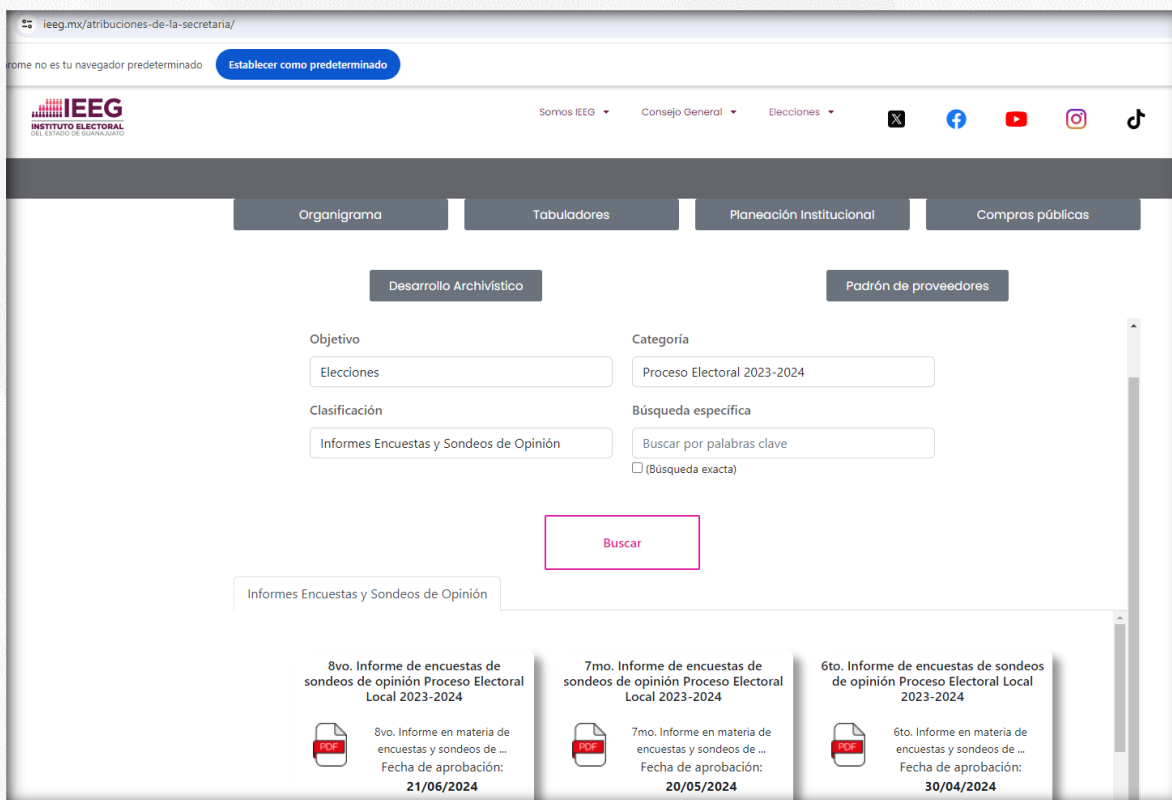 ieeg.mx/atribuciones-de-la-secretaria/
rome no es tu navegador predeterminado Establecer como predeterminado
IEEG
INSTITUTO ELECTORAL
DEL ESTADO DE GUANAJUATO
Somos IEEG Consejo General Elecciones
Organigrama Tabuladores Planeación Institucional Compras públicas
Desarrollo Archivístico Padrón de proveedores
Objetivo Categoría
Elecciones Proceso Electoral 2023-2024
Clasificación Búsqueda específica
Informes Encuestas y Sondeos de Opinión Buscar por palabras clave
(Búsqueda exacta)
Buscar
Informes Encuestas y Sondeos de Opinión
8vo. Informe de encuestas de
sondeos de opinión Proceso Electoral
Local 2023-2024
PDF
8vo. Informe en materia de
encuestas y sondeos de ...
Fecha de aprobación:
21/06/2024
7mo. Informe de encuestas de
sondeos de opinión Proceso Electoral
Local 2023-2024
PDF
7mo. Informe en materia de
encuestas y sondeos de ...
Fecha de aprobación:
20/05/2024
6to. Informe de encuestas de sondeos
de opinión Proceso Electoral Local
2023-2024
PDF
6to. Informe en materia de
encuestas y sondeos de ...
Fecha de aprobación:
30/04/2024